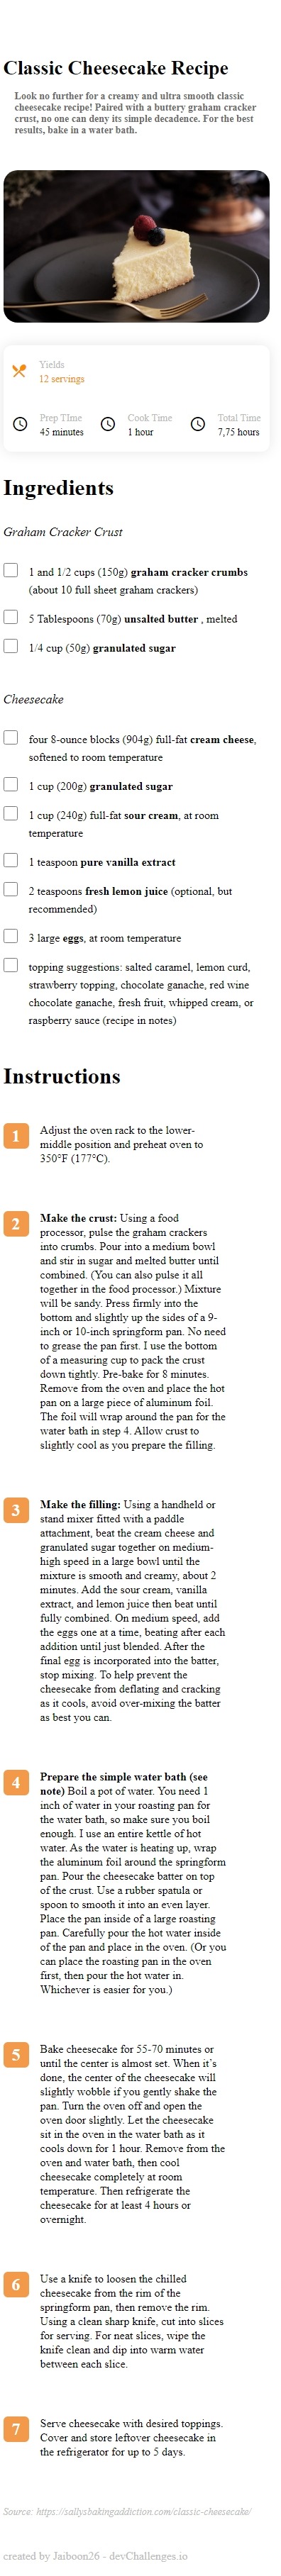 Classic Cheesecake Recipe
Look no further for a creamy and ultra smooth classic
cheesecake recipe! Paired with a buttery graham cracker
crust, no one can deny its simple decadence. For the best
results, bake in a water bath.
Yields
12 servings
Prep TIme
45 minutes
Cook Time
1 hour
Total Time
7,75 hours
Ingredients
Graham Cracker Crust
1 and 1/2 cups (150g) graham cracker crumbs
(about 10 full sheet graham crackers)
5 Tablespoons (70g) unsalted butter , melted
1/4 cup (50g) granulated sugar
Cheesecake
four 8-ounce blocks (904g) full-fat cream cheese,
softened to room temperature
1 cup (200g) granulated sugar
1 cup (240g) full-fat sour cream, at room
temperature
1 teaspoon pure vanilla extract
2 teaspoons fresh lemon juice (optional, but
recommended)
3 large eggs, at room temperature
topping suggestions: salted caramel, lemon curd,
strawberry topping, chocolate ganache, red wine
chocolate ganache, fresh fruit, whipped cream, or
raspberry sauce (recipe in notes)
Instructions
1
Adjust the oven rack to the lower-
middle position and preheat oven to
350°F (177°C).
2
Make the crust: Using a food
processor, pulse the graham crackers
into crumbs. Pour into a medium bowl
and stir in sugar and melted butter until
combined. (You can also pulse it all
together in the food processor.) Mixture
will be sandy. Press firmly into the
bottom and slightly up the sides of a 9-
inch or 10-inch springform pan. No need
to grease the pan first. I use the bottom
of a measuring cup to pack the crust
down tightly. Pre-bake for 8 minutes.
Remove from the oven and place the hot
pan on a large piece of aluminum foil.
The foil will wrap around the pan for the
water bath in step 4. Allow crust to
slightly cool as you prepare the filling.
3
Make the filling: Using a handheld or
stand mixer fitted with a paddle
attachment, beat the cream cheese and
granulated sugar together on medium-
high speed in a large bowl until the
mixture is smooth and creamy, about 2
minutes. Add the sour cream, vanilla
extract, and lemon juice then beat until
fully combined. On medium speed, add
the eggs one at a time, beating after each
addition until just blended. After the
final egg is incorporated into the batter,
stop mixing. To help prevent the
cheesecake from deflating and cracking
as it cools, avoid over-mixing the batter
as best you can.
4
Prepare the simple water bath (see
note) Boil a pot of water. You need 1
inch of water in your roasting pan for
the water bath, so make sure you boil
enough. I use an entire kettle of hot
water. As the water is heating up, wrap
the aluminum foil around the springform
pan. Pour the cheesecake batter on top
of the crust. Use a rubber spatula or
spoon to smooth it into an even layer.
Place the pan inside of a large roasting
pan. Carefully pour the hot water inside
of the pan and place in the oven. (Or you
can place the roasting pan in the oven
first, then pour the hot water in.
Whichever is easier for you.)
5
Bake cheesecake for 55-70 minutes or
until the center is almost set. When it's
done, the center of the cheesecake will
slightly wobble if you gently shake the
pan. Turn the oven off and open the
oven door slightly. Let the cheesecake
sit in the oven in the water bath as it
cools down for 1 hour. Remove from the
oven and water bath, then cool
cheesecake completely at room
temperature. Then refrigerate the
cheesecake for at least 4 hours or
overnight.
6
Use a knife to loosen the chilled
cheesecake from the rim of the
springform pan, then remove the rim.
Using a clean sharp knife, cut into slices
for serving. For neat slices, wipe the
knife clean and dip into warm water
between each slice.
7
Serve cheesecake with desired toppings.
Cover and store leftover cheesecake in
the refrigerator for up to 5 days.
Source: https://sallysbakingaddiction.com/classic-cheesecake/
created by Jaiboon26 - devChallenges.io